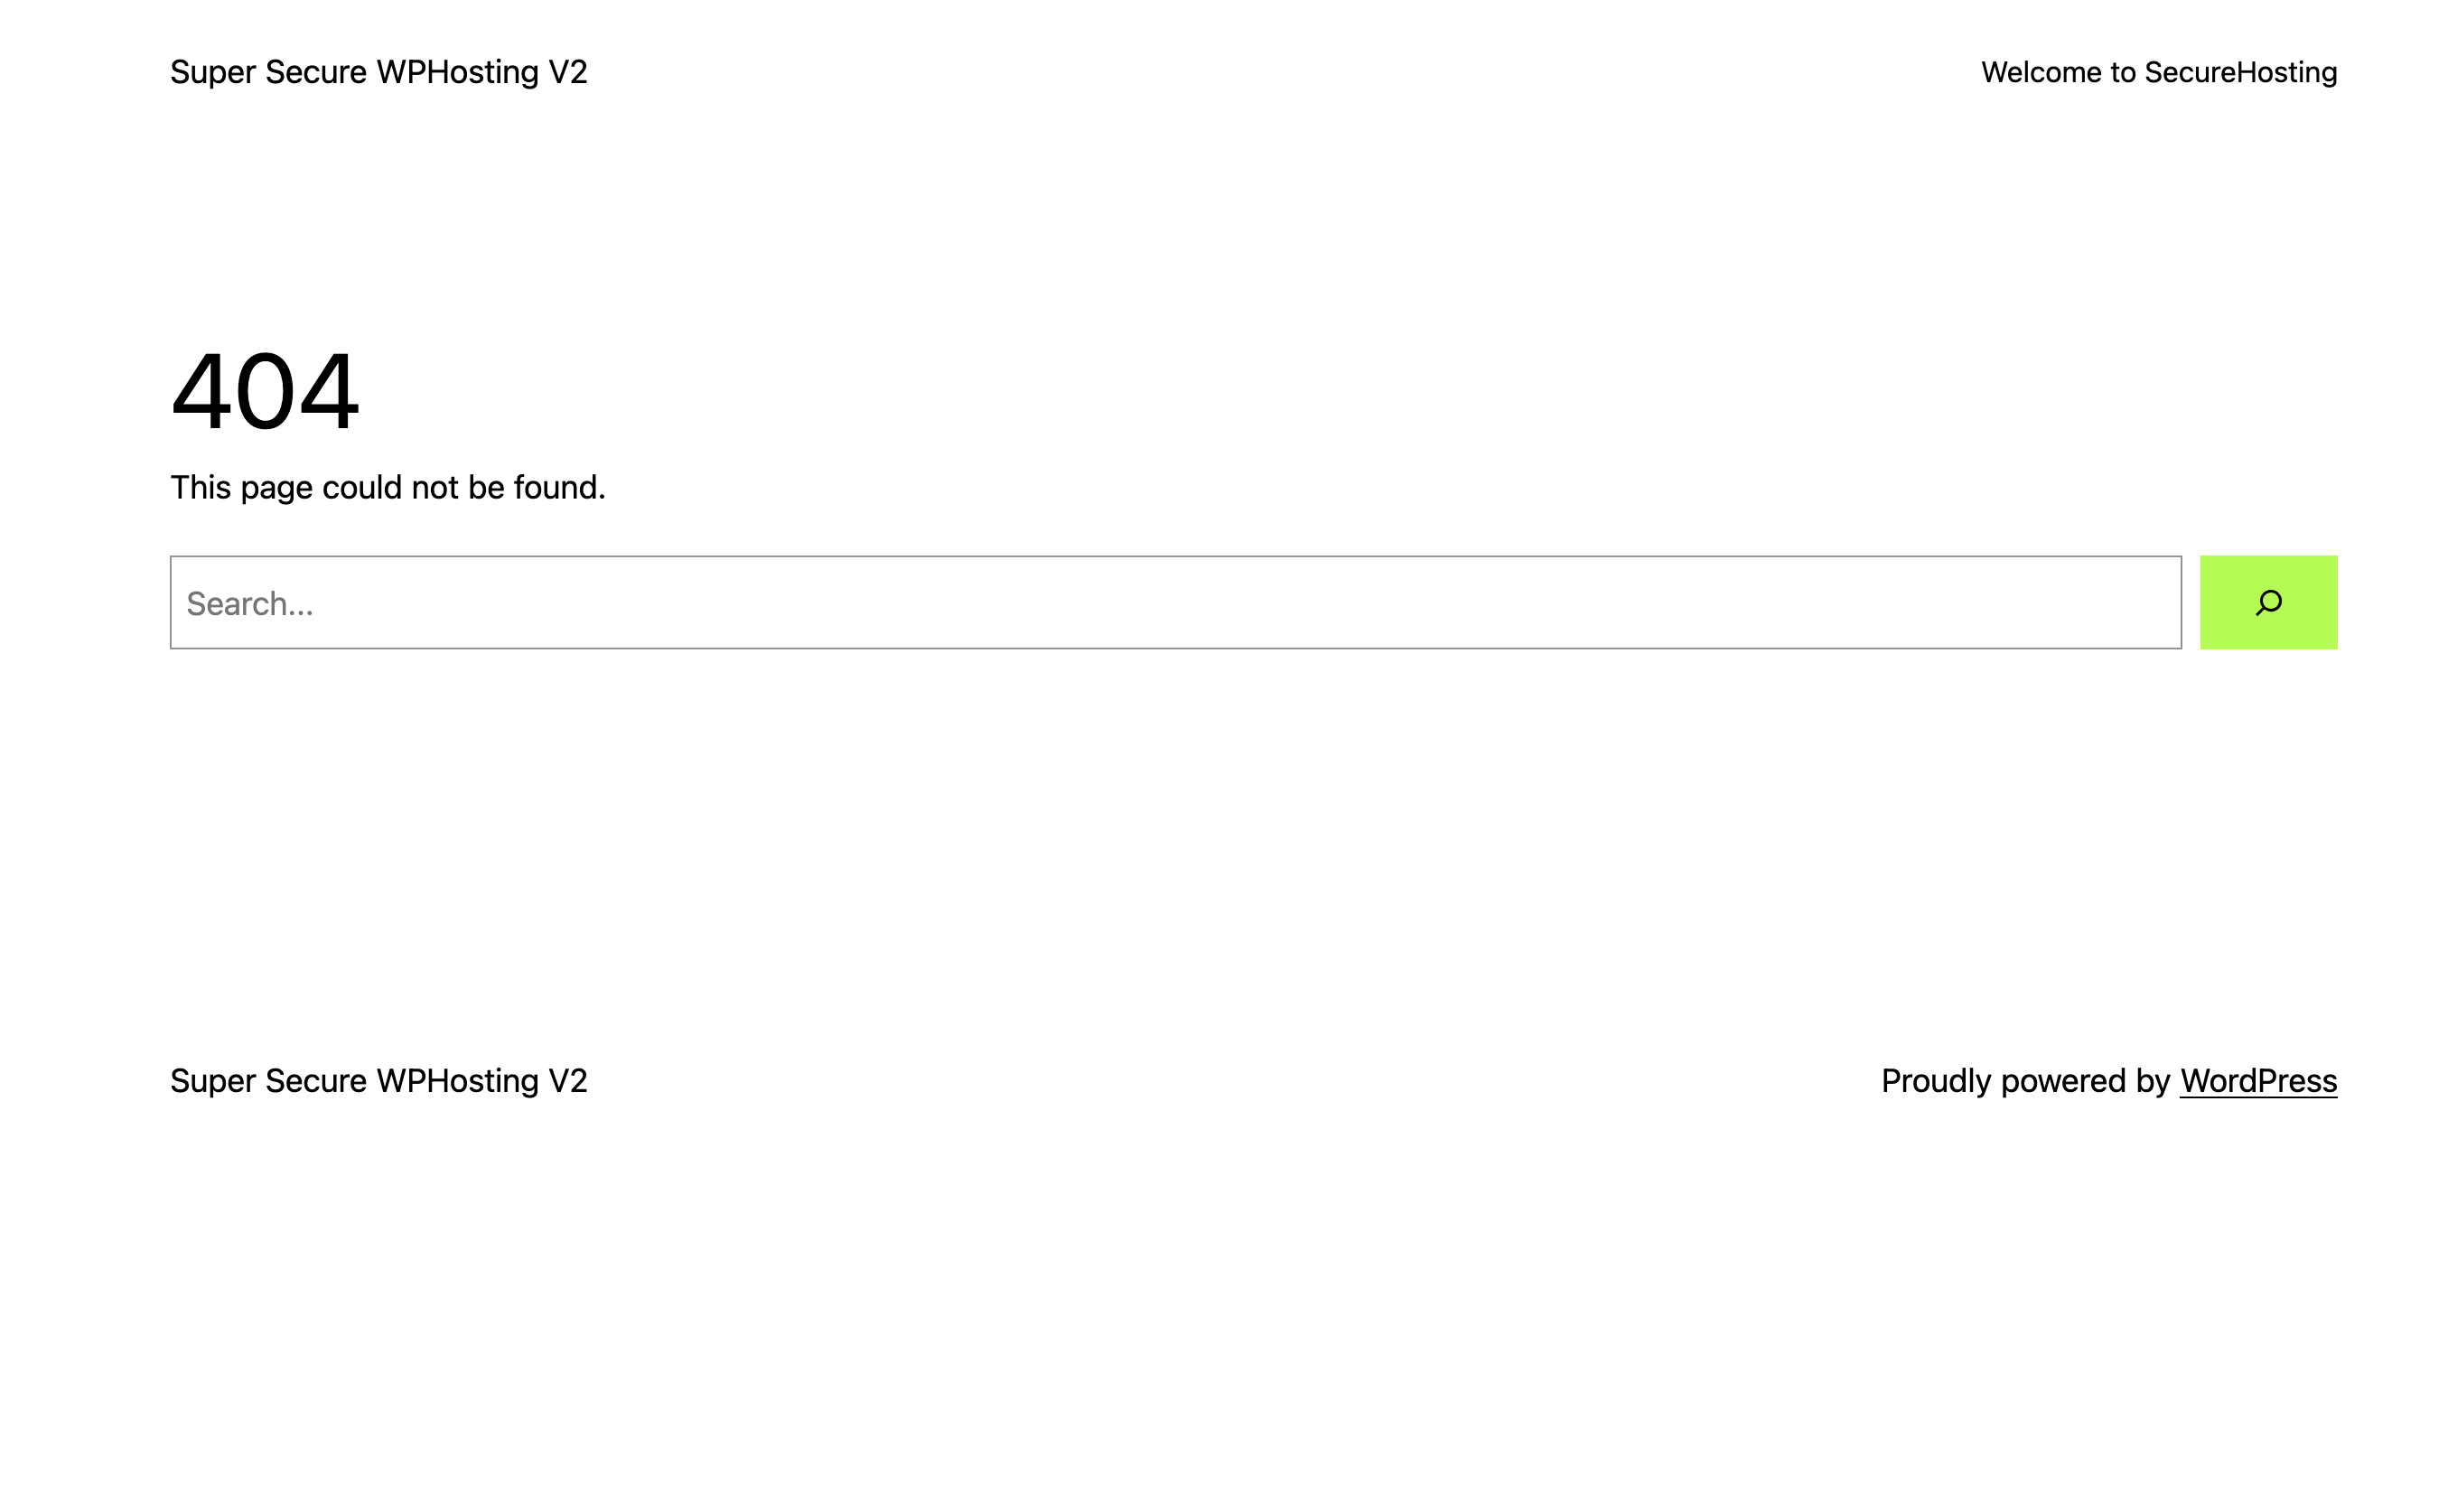 Super Secure WPHosting V2
Welcome to SecureHosting
404
This page could not be found.
Search...
Super Secure WPHosting V2
Proudly powered by WordPress